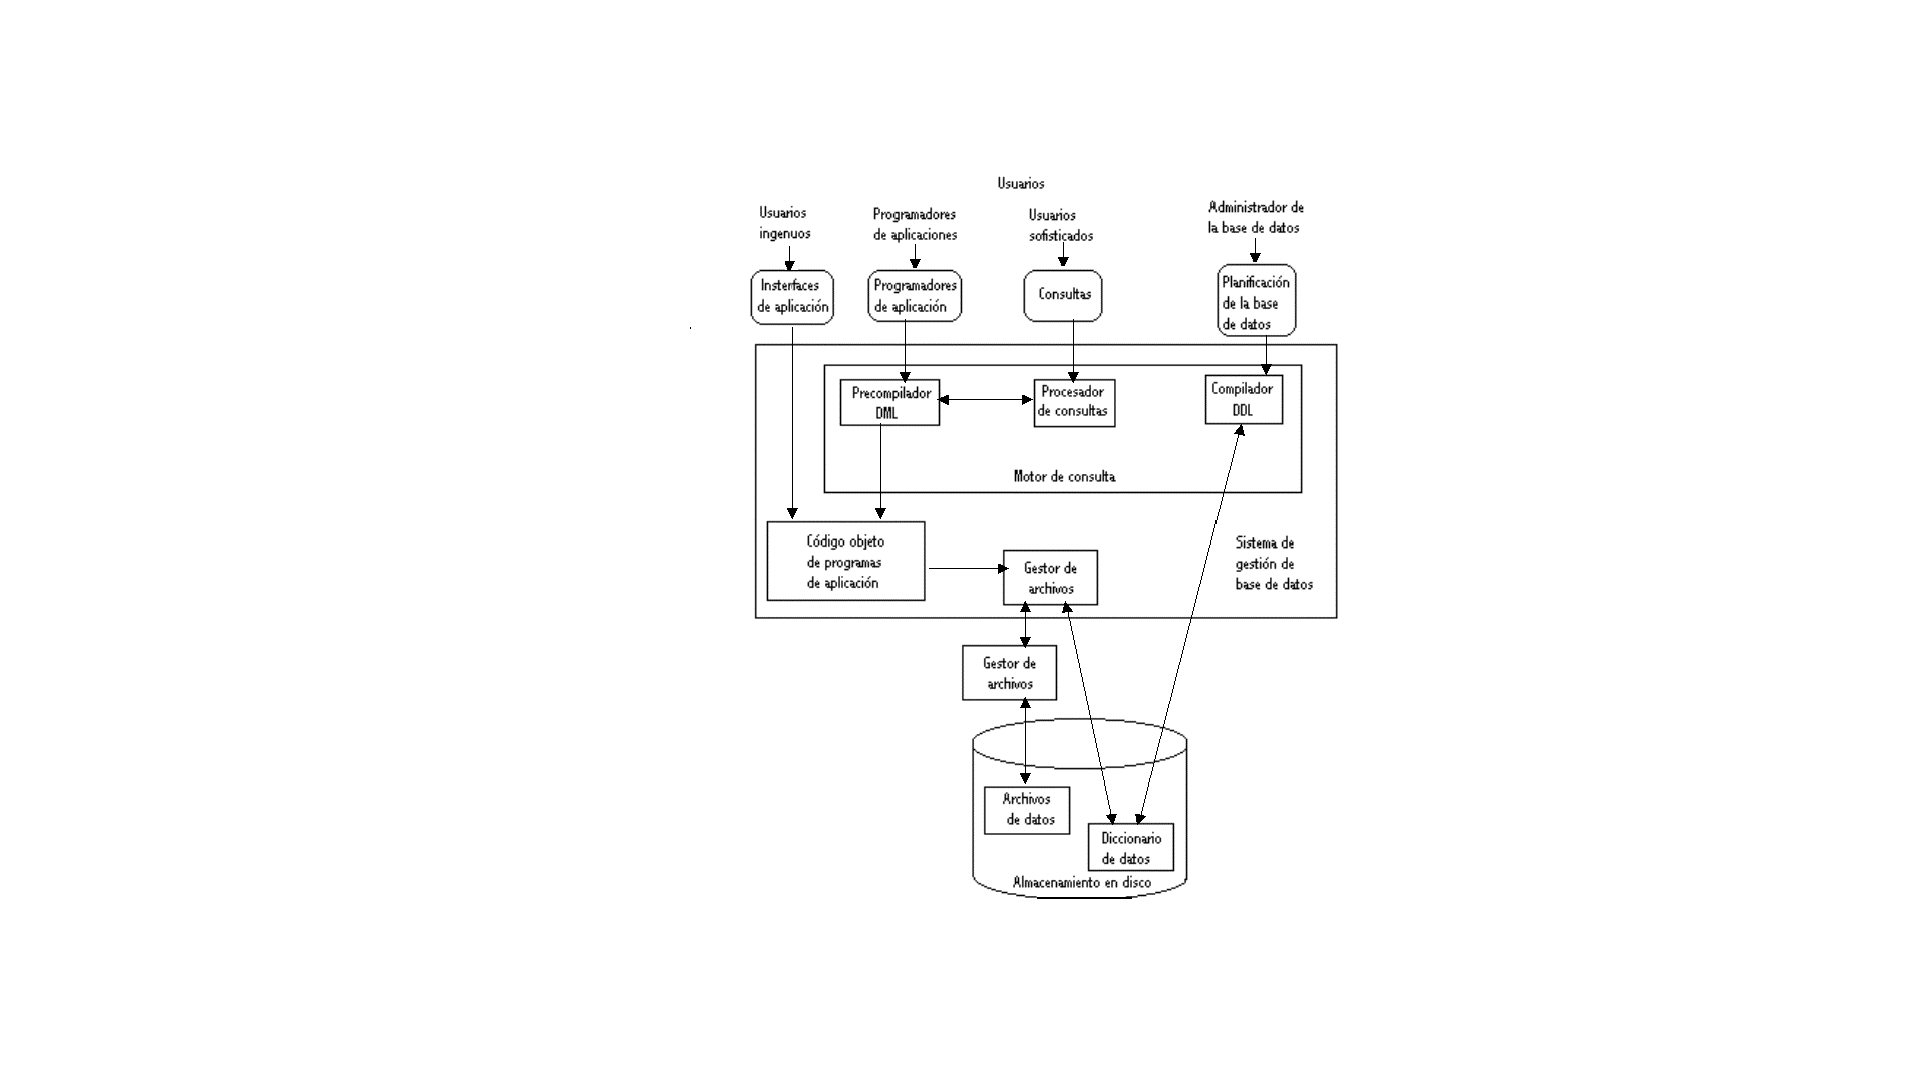 Usuarios
Usuarios
ingenuos
Programadores
de aplicaciones
Usuarios
sofisticados
Administrador de
la base de datos
Insterfaces
de aplicación
Programadores
de aplicación
Consultas
Planificación
de la base
de datos
Precompilador
DML
Procesador
de consultas
Compilador
DDL
Motor de consulta
Código objeto
de programas
de aplicación
Gestor de
archivos
Sistema de
gestión de
base de datos
Gestor de
archivos
Archivos
de datos
Diccionario
de datos
Almacenamiento en disco